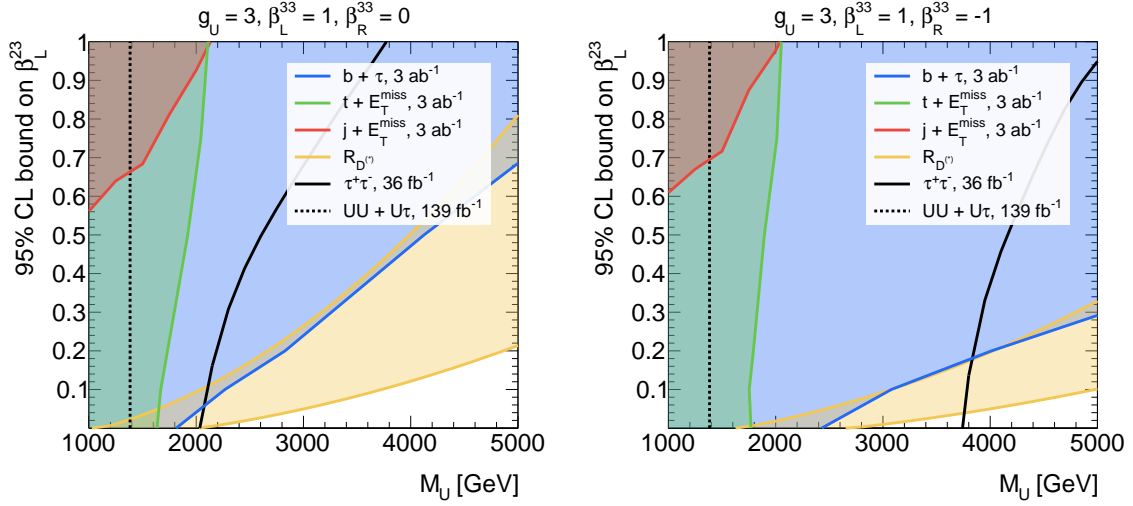 g_U = 3, β_L^33 = 1, β_R^33 = 0
95% CL bound on β_L^23
1
0.9
0.8
0.7
0.6
0.5
0.4
0.3
0.2
0.1
b + τ, 3 ab⁻¹
t + E_T^miss, 3 ab⁻¹
j + E_T^miss, 3 ab⁻¹
R_D(*)
τ⁺τ⁻, 36 fb⁻¹
UU + Uτ, 139 fb⁻¹
1000 2000 3000 4000 5000
M_U [GeV]
g_U = 3, β_L^33 = 1, β_R^33 = -1
95% CL bound on β_L^23
1
0.9
0.8
0.7
0.6
0.5
0.4
0.3
0.2
0.1
b + τ, 3 ab⁻¹
t + E_T^miss, 3 ab⁻¹
j + E_T^miss, 3 ab⁻¹
R_D(*)
τ⁺τ⁻, 36 fb⁻¹
UU + Uτ, 139 fb⁻¹
1000 2000 3000 4000 5000
M_U [GeV]